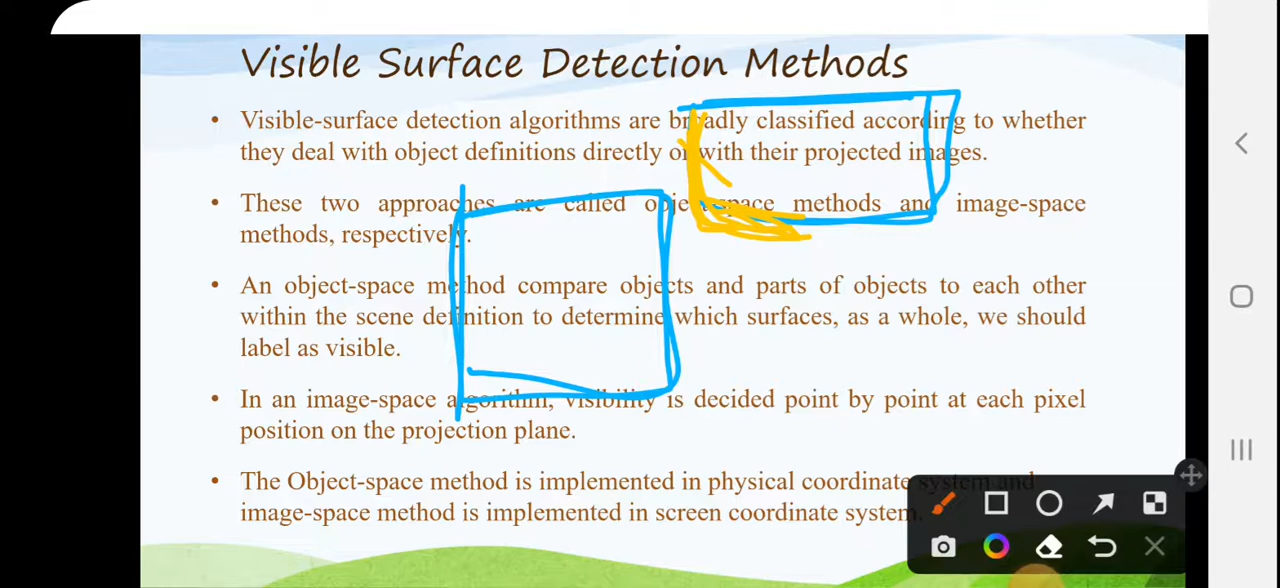 Visible Surface Detection Methods
• Visible-surface detection algorithms are broadly classified according to whether
they deal with object definitions directly or with their projected images.
• These two approaches are called object-space methods and image-space
methods, respectively.
• An object-space method compare objects and parts of objects to each other
within the scene definition to determine which surfaces, as a whole, we should
label as visible.
• In an image-space algorithm, visibility is decided point by point at each pixel
position on the projection plane.
• The Object-space method is implemented in physical coordinate system and
image-space method is implemented in screen coordinate system.